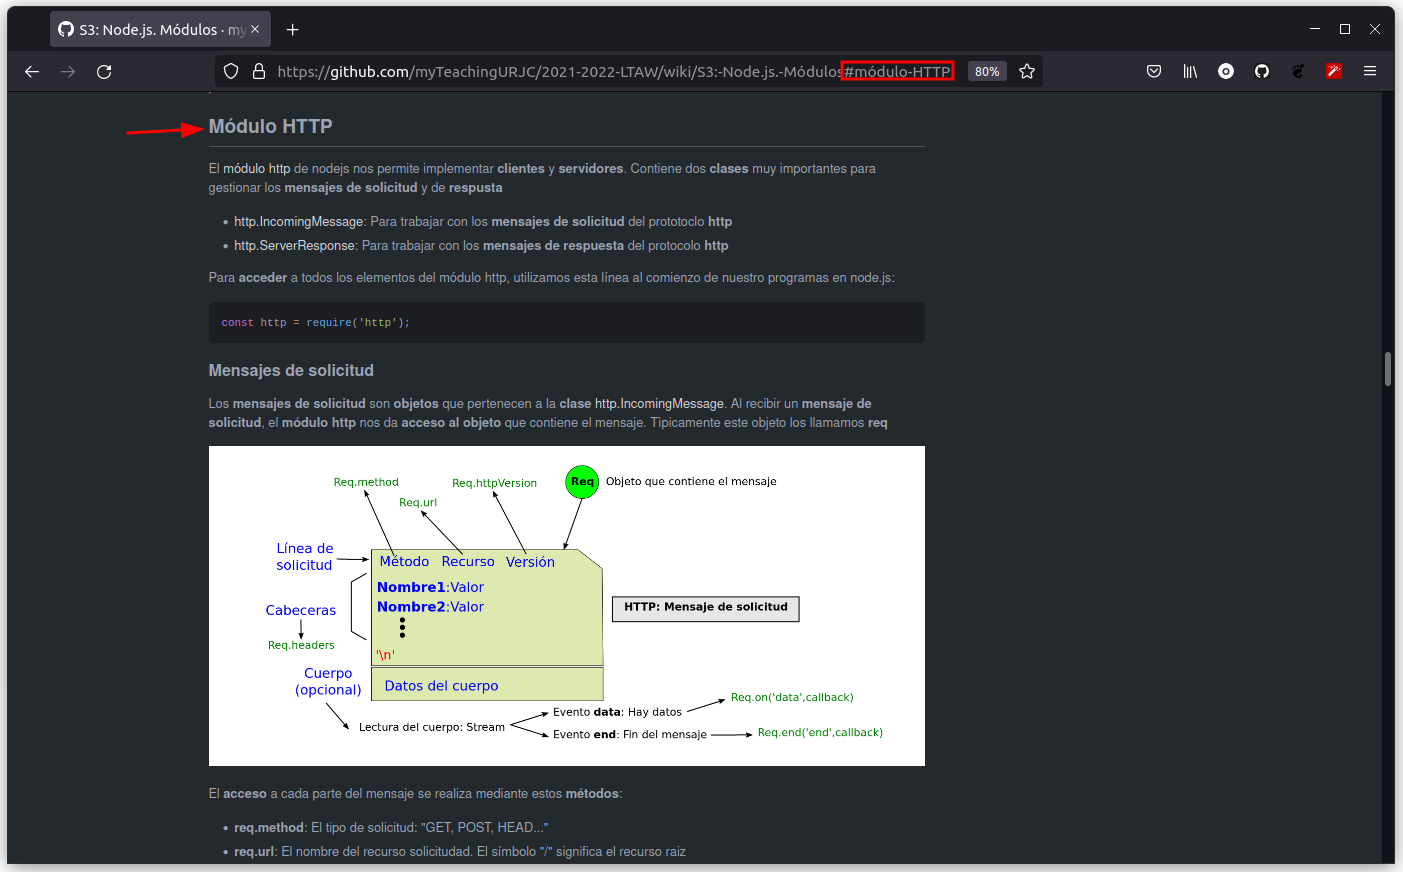 S3: Node.js. Módulos · my
https://github.com/myTeachingURJC/2021-2022-LTAW/wiki/S3:-Node.js.-Módulos#módulo-HTTP
80%
Módulo HTTP
El módulo http de nodejs nos permite implementar clientes y servidores. Contiene dos clases muy importantes para
gestionar los mensajes de solicitud y de respusta
• http.IncomingMessage: Para trabajar con los mensajes de solicitud del prototoclo http
• http.ServerResponse: Para trabajar con los mensajes de respuesta del protocolo http
Para acceder a todos los elementos del módulo http, utilizamos esta línea al comienzo de nuestro programas en node.js:
const http = require('http');
Mensajes de solicitud
Los mensajes de solicitud son objetos que pertenecen a la clase http.IncomingMessage. Al recibir un mensaje de
solicitud, el módulo http nos da acceso al objeto que contiene el mensaje. Tipicamente este objeto los llamamos req
Req.method
Req.url
Req.httpVersion
Req
Objeto que contiene el mensaje
Línea de
solicitud
Método Recurso Versión
Nombre1:Valor
Nombre2:Valor
Cabeceras
Req.headers
HTTP: Mensaje de solicitud
'\n'
Cuerpo
(opcional)
Datos del cuerpo
Lectura del cuerpo: Stream
Evento data: Hay datos
Req.on('data',callback)
Evento end: Fin del mensaje
Req.end('end',callback)
El acceso a cada parte del mensaje se realiza mediante estos métodos:
• req.method: El tipo de solicitud: "GET, POST, HEAD..."
• req.url: El nombre del recurso solicitudad. El símbolo "/" significa el recurso raiz